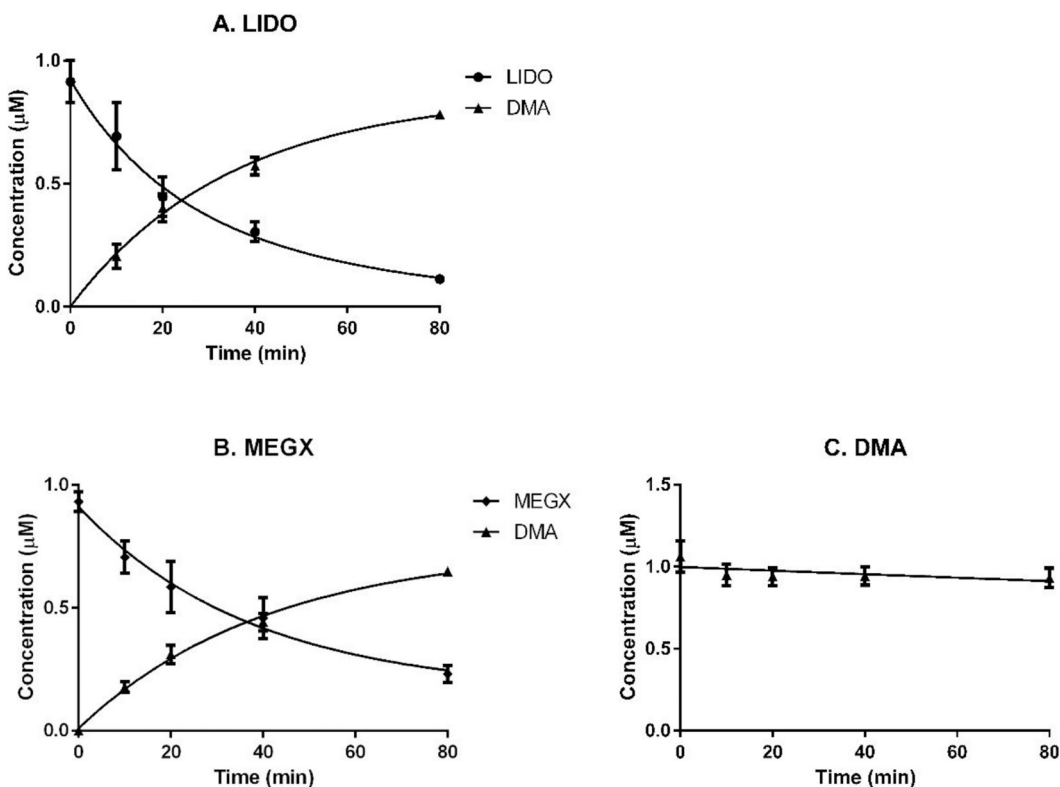 A. LIDO
Concentration (μM)
1.0
0.5
0.0
0 20 40 60 80
Time (min)
LIDO
DMA
B. MEGX
Concentration (μM)
1.0
0.5
0.0
0 20 40 60 80
Time (min)
MEGX
DMA
C. DMA
Concentration (μM)
1.5
1.0
0.5
0.0
0 20 40 60 80
Time (min)